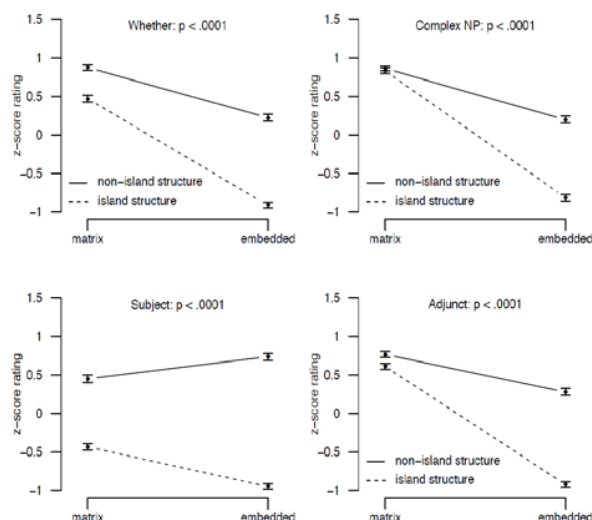 Whether: p < .0001
z-score rating
1.5
1
0.5
0
−0.5
−1
non-island structure
island structure
matrix
embedded
Complex NP: p < .0001
z-score rating
1.5
1
0.5
0
−0.5
−1
non-island structure
island structure
matrix
embedded
Subject: p < .0001
z-score rating
1.5
1
0.5
0
−0.5
−1
matrix
embedded
Adjunct: p < .0001
z-score rating
1.5
1
0.5
0
−0.5
−1
non-island structure
island structure
matrix
embedded